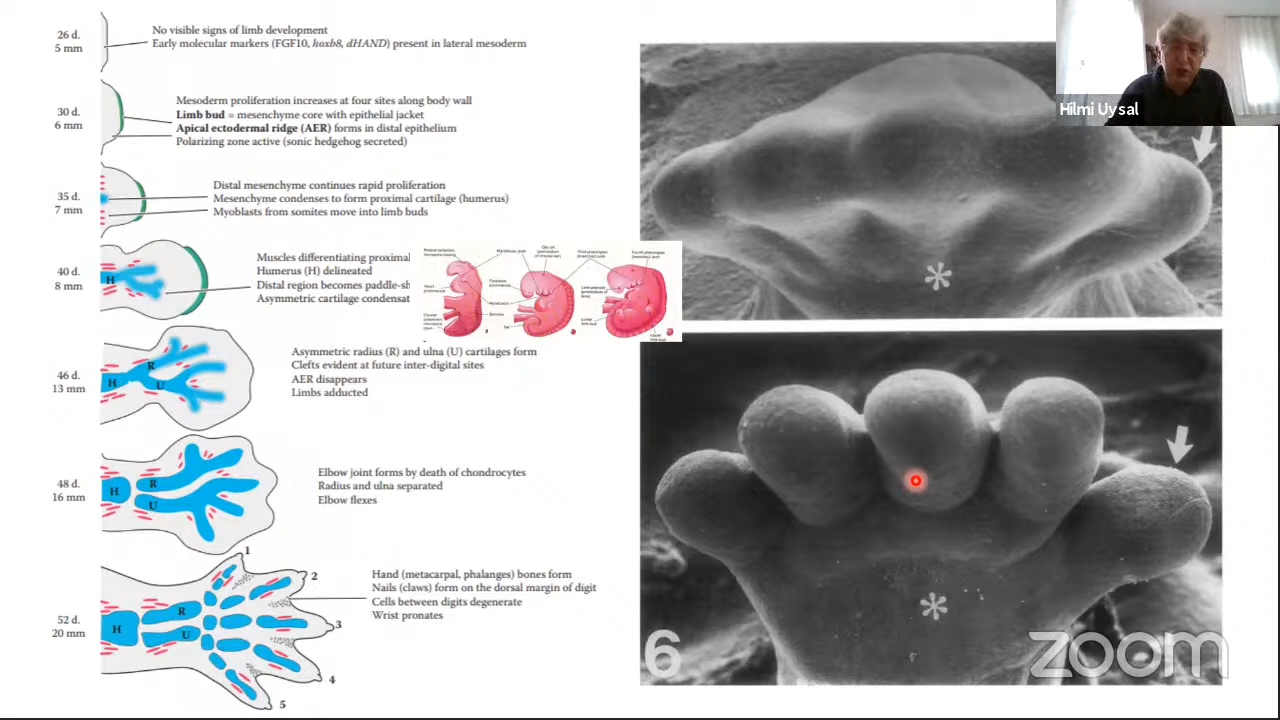 26 d.
5 mm
No visible signs of limb development
Early molecular markers (FGF10, hoxb8, dHAND) present in lateral mesoderm
30 d.
6 mm
Mesoderm proliferation increases at four sites along body wall
Limb bud = mesenchyme core with epithelial jacket
Apical ectodermal ridge (AER) forms in distal epithelium
Polarizing zone active (sonic hedgehog secreted)
35 d.
7 mm
Distal mesenchyme continues rapid proliferation
Mesenchyme condenses to form proximal cartilage (humerus)
Myoblasts from somites move into limb buds
40 d.
8 mm
H
Muscles differentiating proximal
Humerus (H) delineated
Distal region becomes paddle-sh
Asymmetric cartilage condensat
46 d.
13 mm
H
R
U
Asymmetric radius (R) and ulna (U) cartilages form
Clefts evident at future inter-digital sites
AER disappears
Limbs adducted
48 d.
16 mm
H
R
U
Elbow joint forms by death of chondrocytes
Radius and ulna separated
Elbow flexes
52 d.
20 mm
H
R
U
1
2
3
4
5
Hand (metacarpal, phalanges) bones form
Nails (claws) form on the dorsal margin of digit
Cells between digits degenerate
Wrist pronates
Hilmi Uysal
*
*
6
zoom